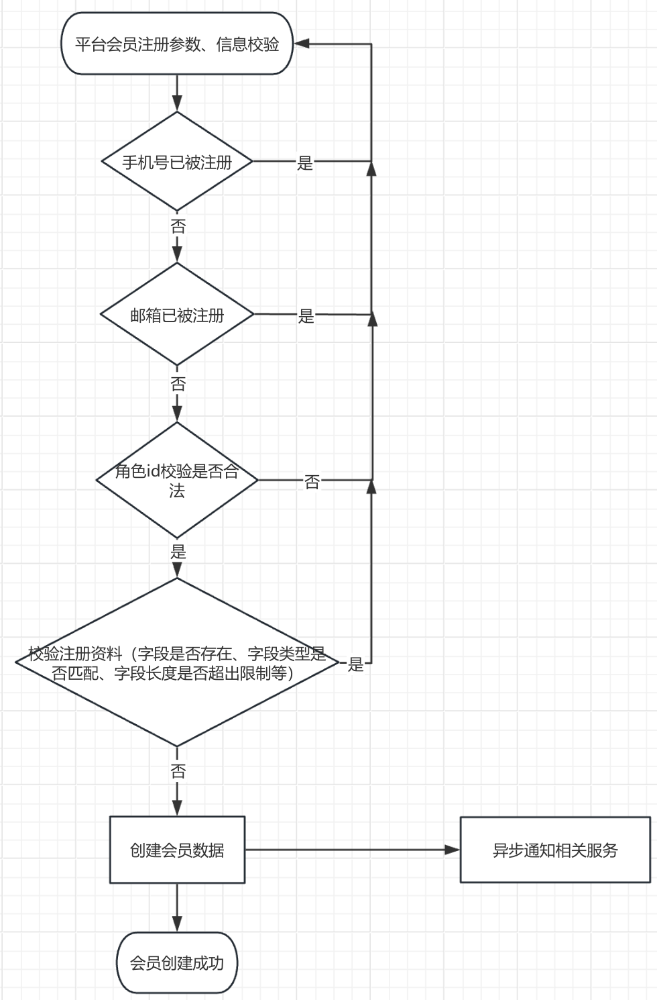 平台会员注册参数、信息校验
手机号已被注册
是
否
邮箱已被注册
是
否
角色id校验是否合
法
否
是
校验注册资料（字段是否存在、字段类型是
否匹配、字段长度是否超出限制等）
是
否
创建会员数据
异步通知相关服务
会员创建成功